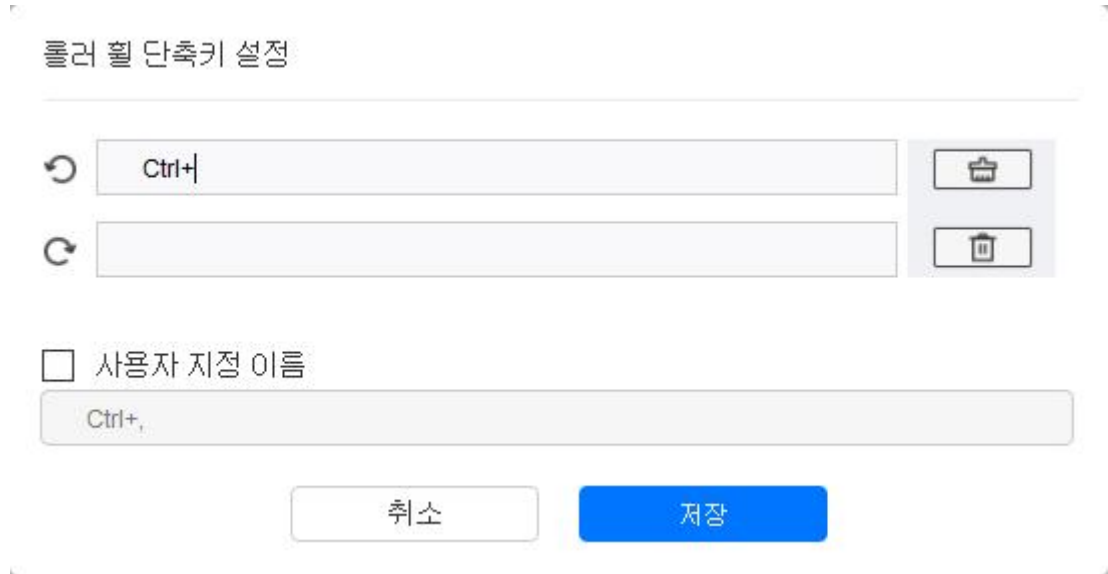 롤러 휠 단축키 설정
Ctrl+
사용자 지정 이름
Ctrl+,
취소
저장